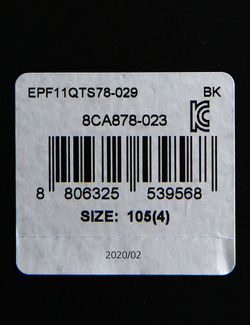 EPF11QTS78-029 BK
8CA878-023
8 806325 539568
SIZE: 105(4)
2020/02